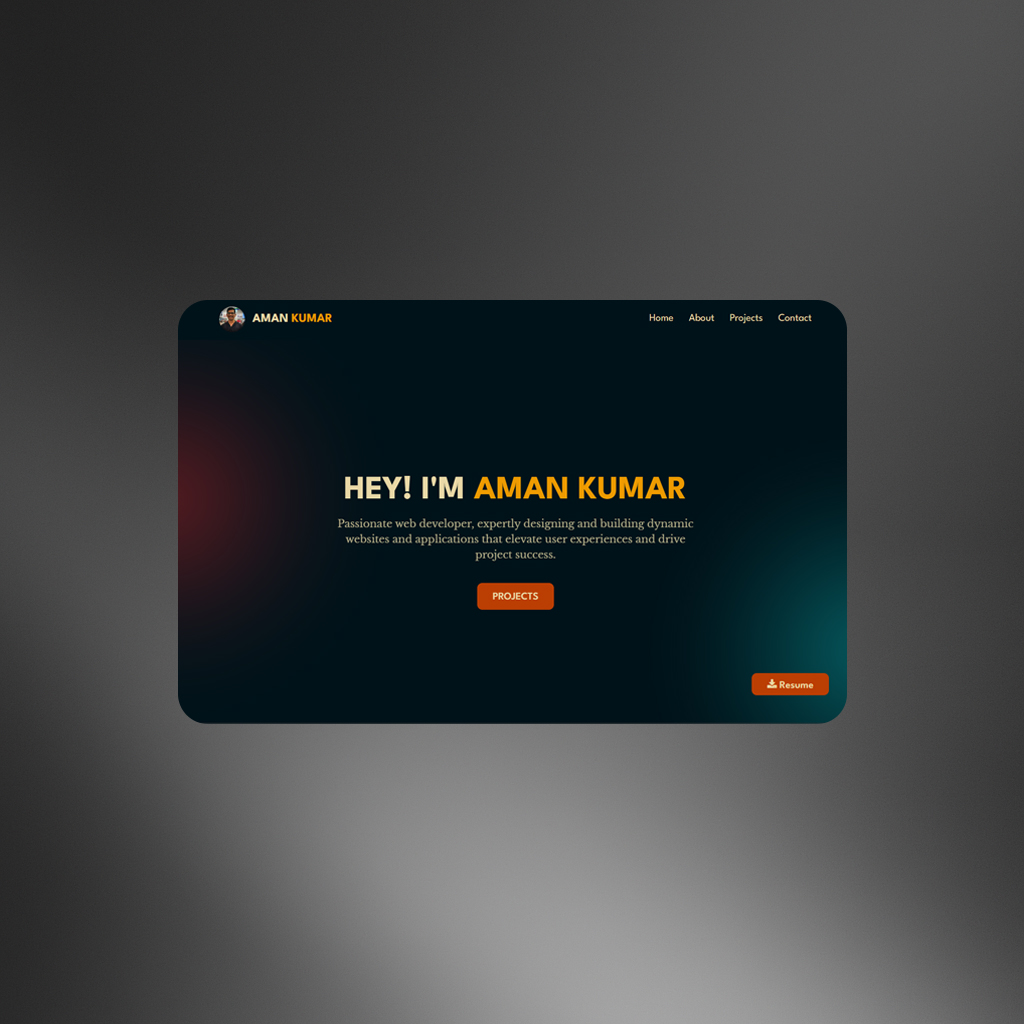 AMAN KUMAR
Home About Projects Contact
HEY! I'M AMAN KUMAR
Passionate web developer, expertly designing and building dynamic
websites and applications that elevate user experiences and drive
project success.
PROJECTS
Resume